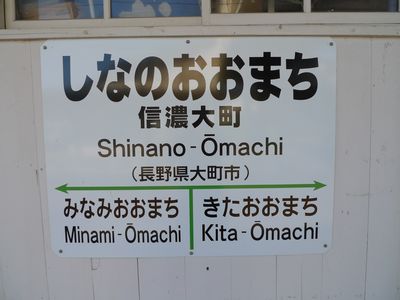 しなのおおまち
信濃大町
Shinano-Ōmachi
(長野県大町市)
みなみおおまち きたおおまち
Minami-Ōmachi Kita-Ōmachi